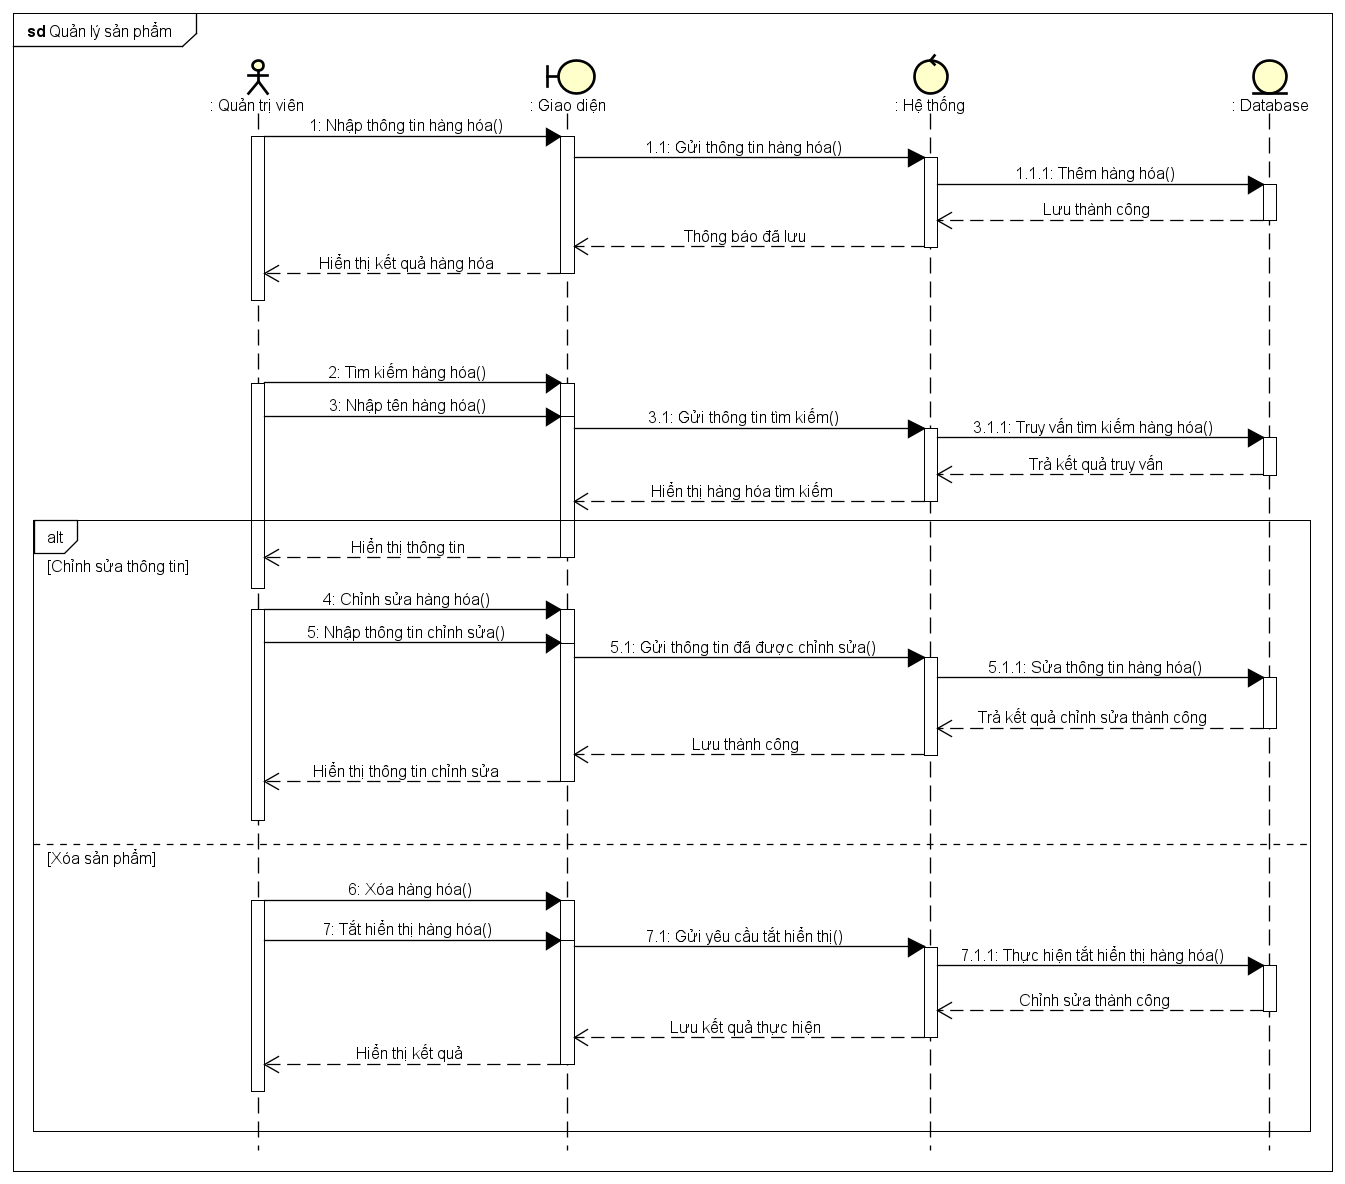 sd Quản lý sản phẩm
: Quản trị viên
: Giao diện
: Hệ thống
: Database
1: Nhập thông tin hàng hóa()
1.1: Gửi thông tin hàng hóa()
1.1.1: Thêm hàng hóa()
Lưu thành công
Thông báo đã lưu
Hiển thị kết quả hàng hóa
2: Tìm kiếm hàng hóa()
3: Nhập tên hàng hóa()
3.1: Gửi thông tin tìm kiếm()
3.1.1: Truy vấn tìm kiếm hàng hóa()
Trả kết quả truy vấn
Hiển thị hàng hóa tìm kiếm
alt
Hiển thị thông tin
[Chỉnh sửa thông tin]
4: Chỉnh sửa hàng hóa()
5: Nhập thông tin chỉnh sửa()
5.1: Gửi thông tin đã được chỉnh sửa()
5.1.1: Sửa thông tin hàng hóa()
Trả kết quả chỉnh sửa thành công
Lưu thành công
Hiển thị thông tin chỉnh sửa
[Xóa sản phẩm]
6: Xóa hàng hóa()
7: Tắt hiển thị hàng hóa()
7.1: Gửi yêu cầu tắt hiển thị()
7.1.1: Thực hiện tắt hiển thị hàng hóa()
Chỉnh sửa thành công
Lưu kết quả thực hiện
Hiển thị kết quả